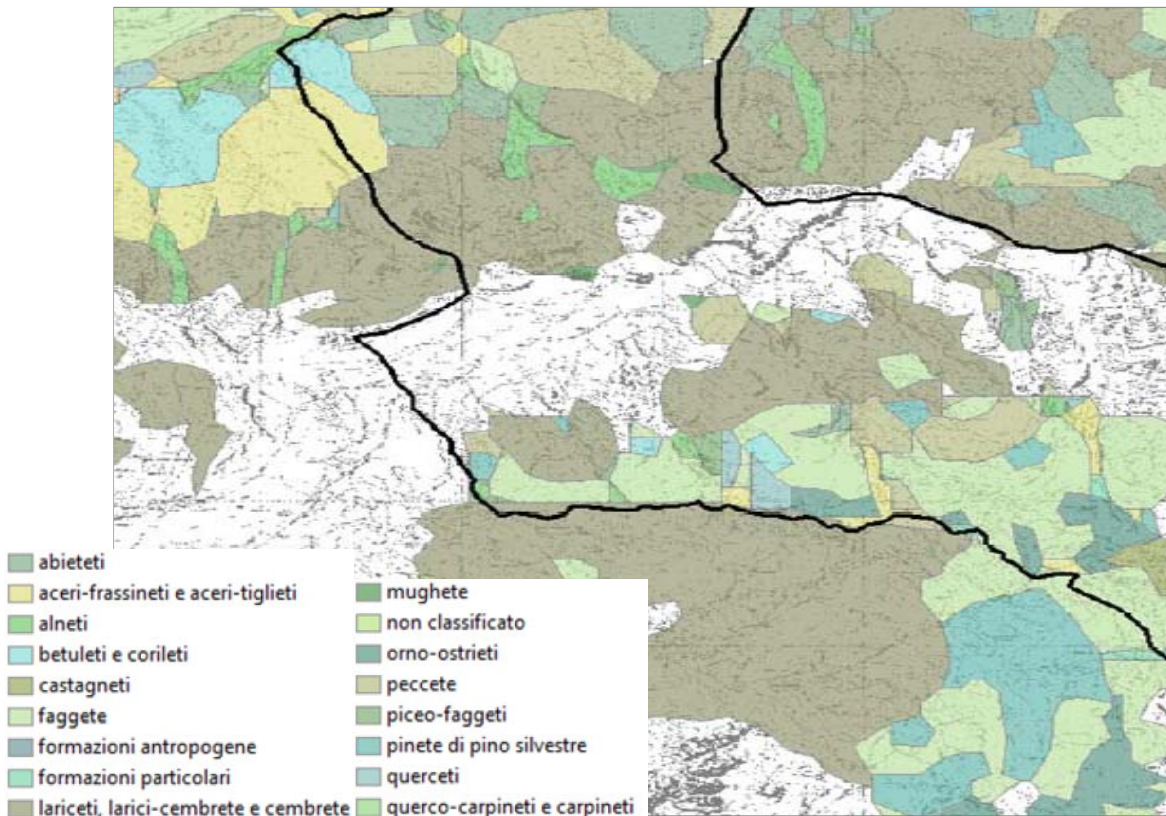 abieteti
aceri-frassineti e aceri-tiglieti
alneti
betuleti e corileti
castagneti
faggete
formazioni antropogene
formazioni particolari
lariceti, larici-cembrete e cembrete
mughete
non classificato
orno-ostrieti
peccete
piceo-faggeti
pinete di pino silvestre
querceti
querco-carpineti e carpineti